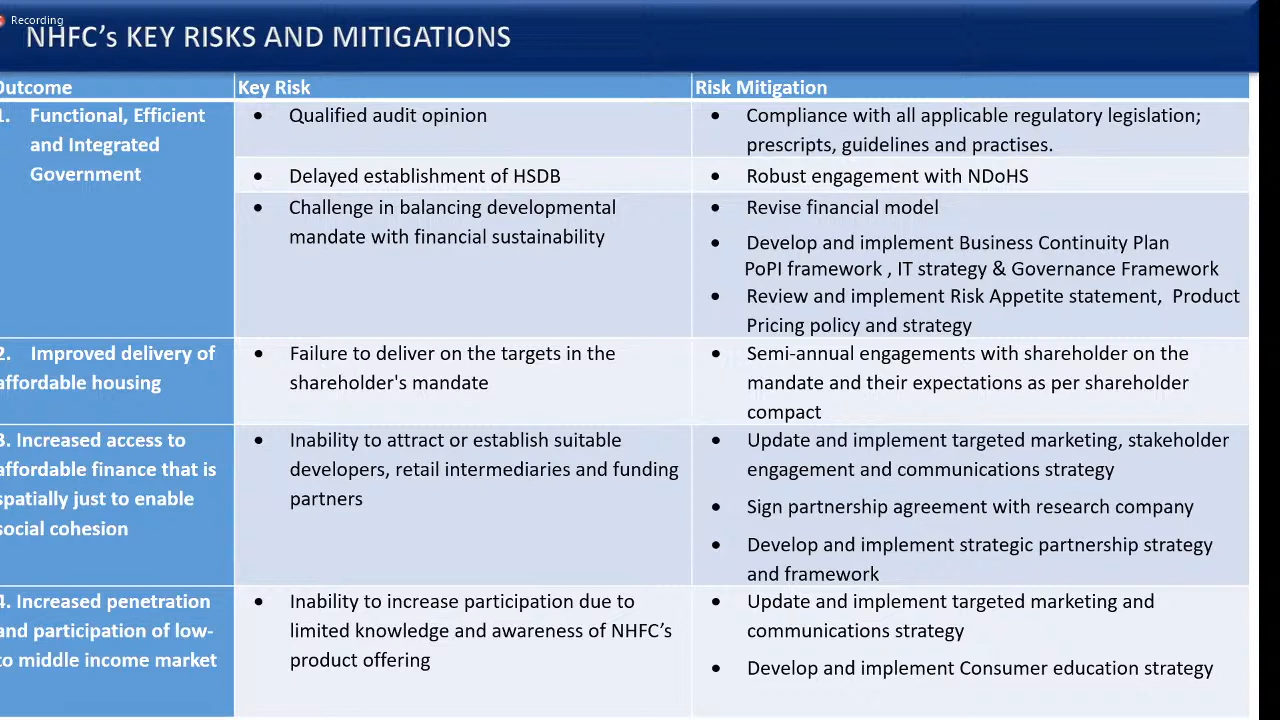 Recording
NHFC's KEY RISKS AND MITIGATIONS
Outcome Key Risk Risk Mitigation
1. Functional, Efficient
and Integrated
Government
• Qualified audit opinion
• Compliance with all applicable regulatory legislation;
prescripts, guidelines and practises.
• Delayed establishment of HSDB
• Robust engagement with NDoHS
• Challenge in balancing developmental
mandate with financial sustainability
• Revise financial model
• Develop and implement Business Continuity Plan
PoPI framework , IT strategy & Governance Framework
• Review and implement Risk Appetite statement, Product
Pricing policy and strategy
2. Improved delivery of
affordable housing
• Failure to deliver on the targets in the
shareholder's mandate
• Semi-annual engagements with shareholder on the
mandate and their expectations as per shareholder
compact
3. Increased access to
affordable finance that is
spatially just to enable
social cohesion
• Inability to attract or establish suitable
developers, retail intermediaries and funding
partners
• Update and implement targeted marketing, stakeholder
engagement and communications strategy
• Sign partnership agreement with research company
• Develop and implement strategic partnership strategy
and framework
4. Increased penetration
and participation of low-
to middle income market
• Inability to increase participation due to
limited knowledge and awareness of NHFC's
product offering
• Update and implement targeted marketing and
communications strategy
• Develop and implement Consumer education strategy